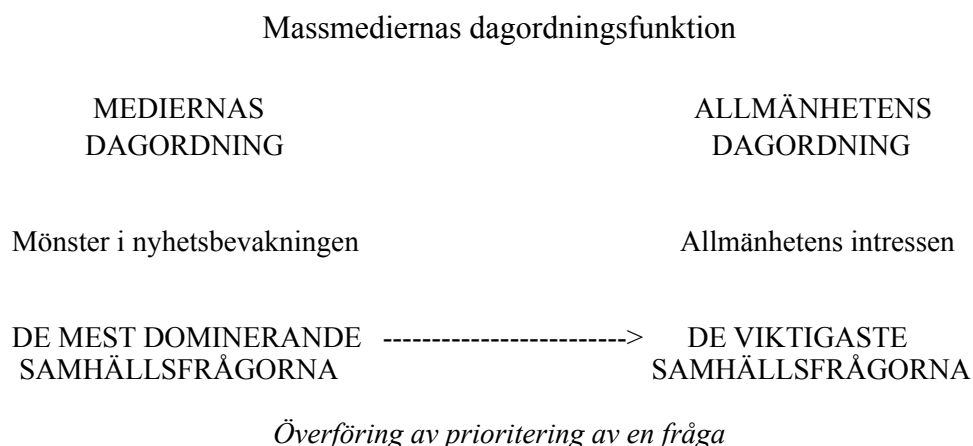 Massmediernas dagordningsfunktion
MEDIERNAS
DAGORDNING
ALLMÄNHETENS
DAGORDNING
Mönster i nyhetsbevakningen
Allmänhetens intressen
DE MEST DOMINERANDE
SAMHÄLLSFRÅGORNA
------------------------->
DE VIKTIGASTE
SAMHÄLLSFRÅGORNA
Överföring av prioritering av en fråga